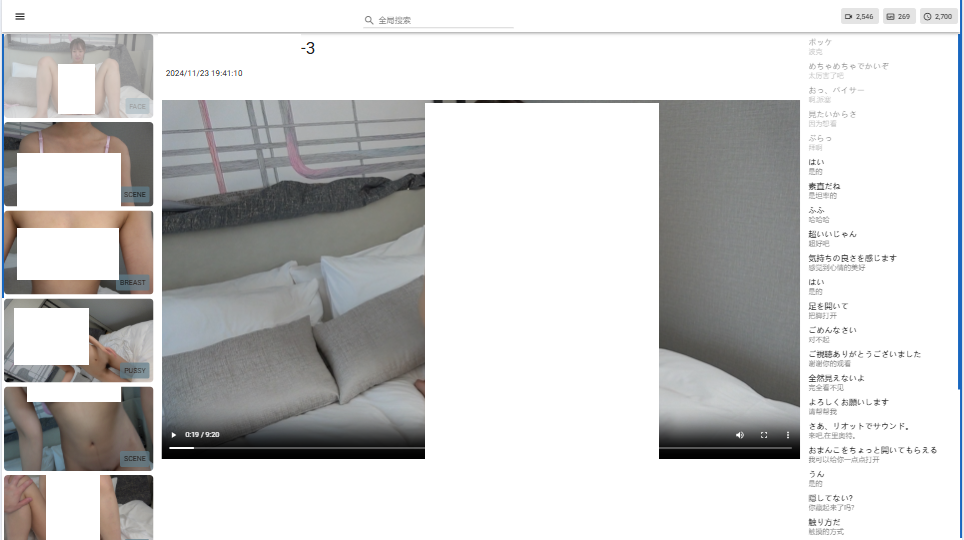 全局搜索
2,546
269
2,700
-3
2024/11/23 19:41:10
FACE
SCENE
BREAST
PUSSY
SCENE
0:19 / 9:20
ボッケ
めちゃめちゃでかいぞ
太厉害了吧
おっ、バイサー
見たいからさ
因为想看
ぷらっ
はい
是的
素直だね
是坦率的
ふふ
哈哈哈
超いいじゃん
超好吧
気持ちの良さを感じます
感觉到心情的美好
はい
是的
足を開いて
把脚打开
ごめんなさい
对不起
ご視聴ありがとうございました
谢谢你的观看
全然見えないよ
完全看不见
よろしくお願いします
请帮帮我
さあ、リオットでサウンド。
来吧,在里奥特。
おまんこをちょっと開いてもらえる
我可以给你一点点打开
うん
是的
隠してない?
你藏起来了吗?
触り方だ
触摸的方式